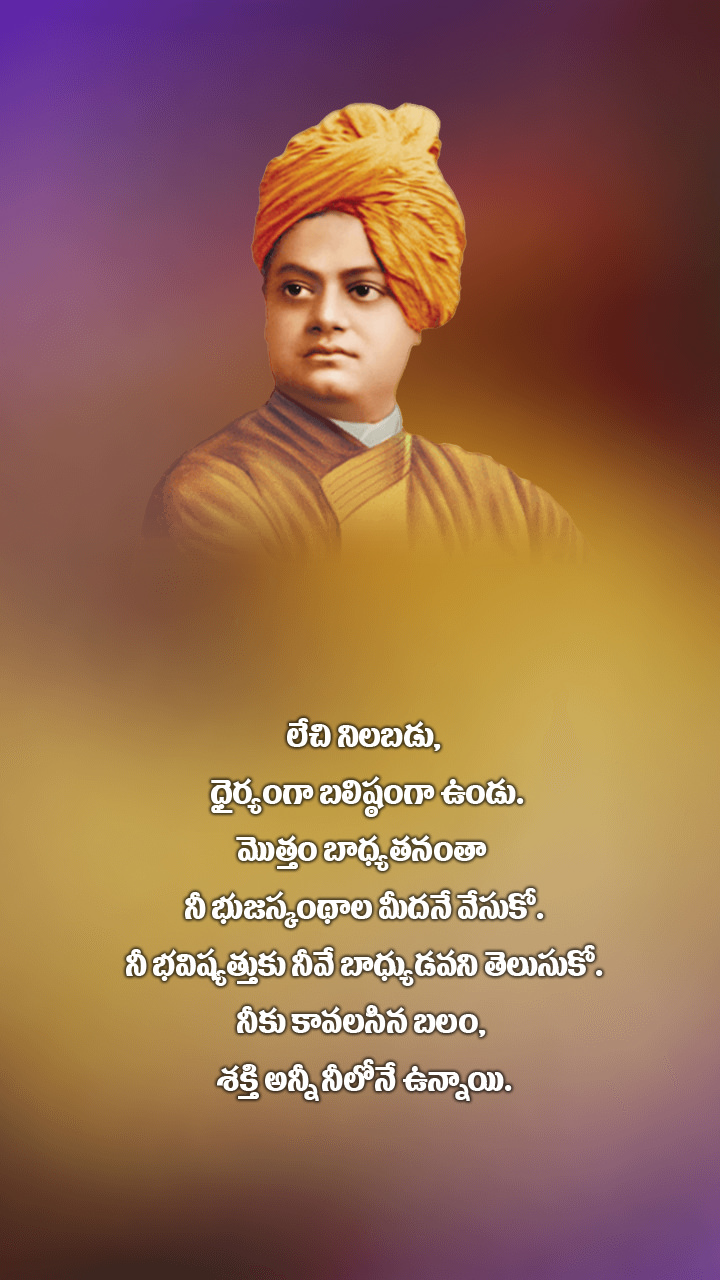 లేచి నిలబడు,
ధైర్యంగా బలిష్ఠంగా ఉండు.
మొత్తం బాధ్యతనంతా
నీ భుజస్కంథాల మీదనే వేసుకో.
నీ భవిష్యత్తుకు నీవే బాధ్యుడవని తెలుసుకో.
నీకు కావలసిన బలం,
శక్తి అన్నీ నీలోనే ఉన్నాయి.